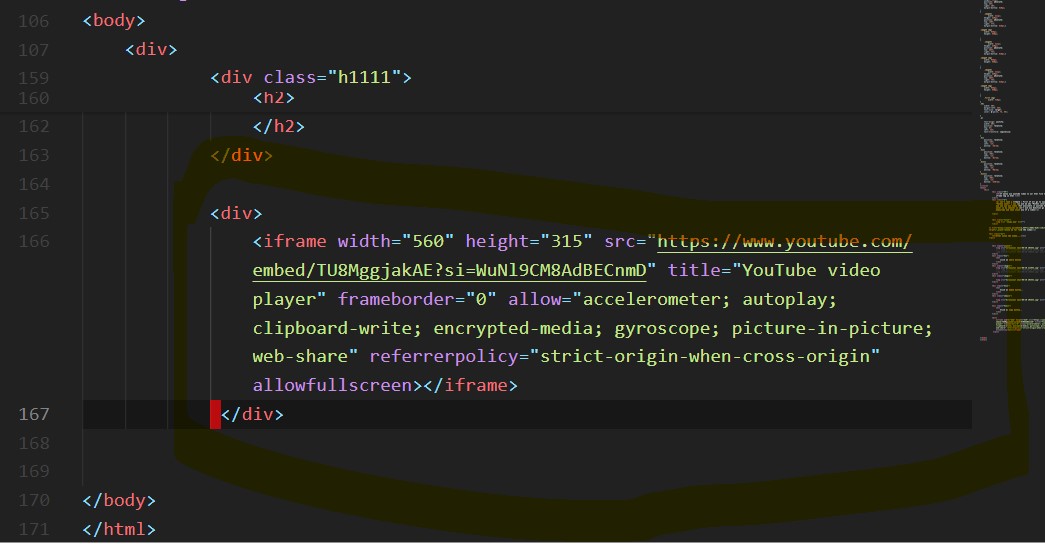 106 <body>
107 <div>
159 <div class="h1111">
160 <h2>
162 </h2>
163 </div>
164
165 <div>
166 <iframe width="560" height="315" src="https://www.youtube.com/
embed/TU8MggjakAE?si=WuNl9CM8AdBECnmD" title="YouTube video
player" frameborder="0" allow="accelerometer; autoplay;
clipboard-write; encrypted-media; gyroscope; picture-in-picture;
web-share" referrerpolicy="strict-origin-when-cross-origin"
allowfullscreen></iframe>
167 </div>
168
169
170 </body>
171 </html>